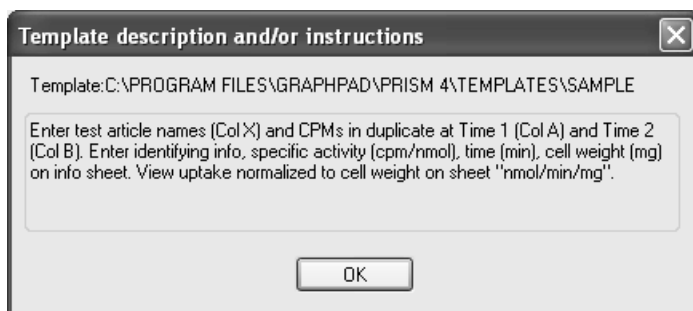 Template description and/or instructions
Template:C:\PROGRAM FILES\GRAPHPAD\PRISM 4\TEMPLATES\SAMPLE
Enter test article names (Col X) and CPMs in duplicate at Time 1 (Col A) and Time 2
(Col B). Enter identifying info, specific activity (cpm/nmol), time (min), cell weight (mg)
on info sheet. View uptake normalized to cell weight on sheet "nmol/min/mg".
OK